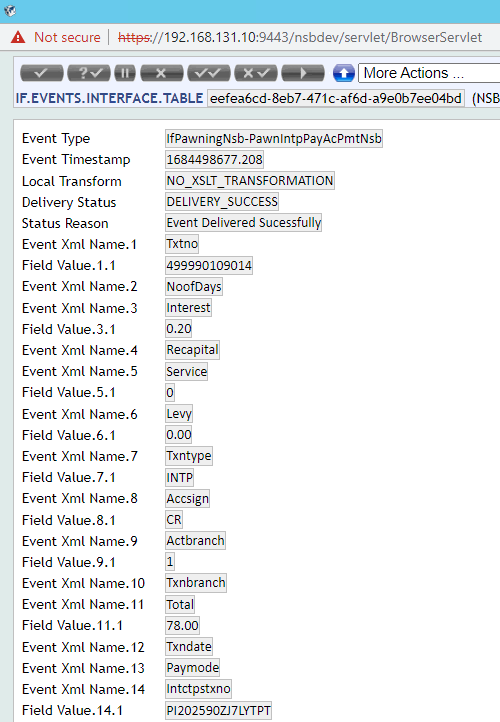 Not secure | https://192.168.131.10:9443/nsbdev/servlet/BrowserServlet
More Actions ...
IF.EVENTS.INTERFACE.TABLE eefea6cd-8eb7-471c-af6d-a9e0b7ee04bd (NSB
Event Type IfPawningNsb-PawnIntpPayAcPmtNsb
Event Timestamp 1684498677.208
Local Transform NO_XSLT_TRANSFORMATION
Delivery Status DELIVERY_SUCCESS
Status Reason Event Delivered Sucessfully
Event Xml Name.1 Txtno
Field Value.1.1 499990109014
Event Xml Name.2 NoofDays
Event Xml Name.3 Interest
Field Value.3.1 0.20
Event Xml Name.4 Recapital
Event Xml Name.5 Service
Field Value.5.1 0
Event Xml Name.6 Levy
Field Value.6.1 0.00
Event Xml Name.7 Txntype
Field Value.7.1 INTP
Event Xml Name.8 Accsign
Field Value.8.1 CR
Event Xml Name.9 Actbranch
Field Value.9.1 1
Event Xml Name.10 Txnbranch
Event Xml Name.11 Total
Field Value.11.1 78.00
Event Xml Name.12 Txndate
Event Xml Name.13 Paymode
Event Xml Name.14 Intctpstxno
Field Value.14.1 PI202590ZJ7LYTPT